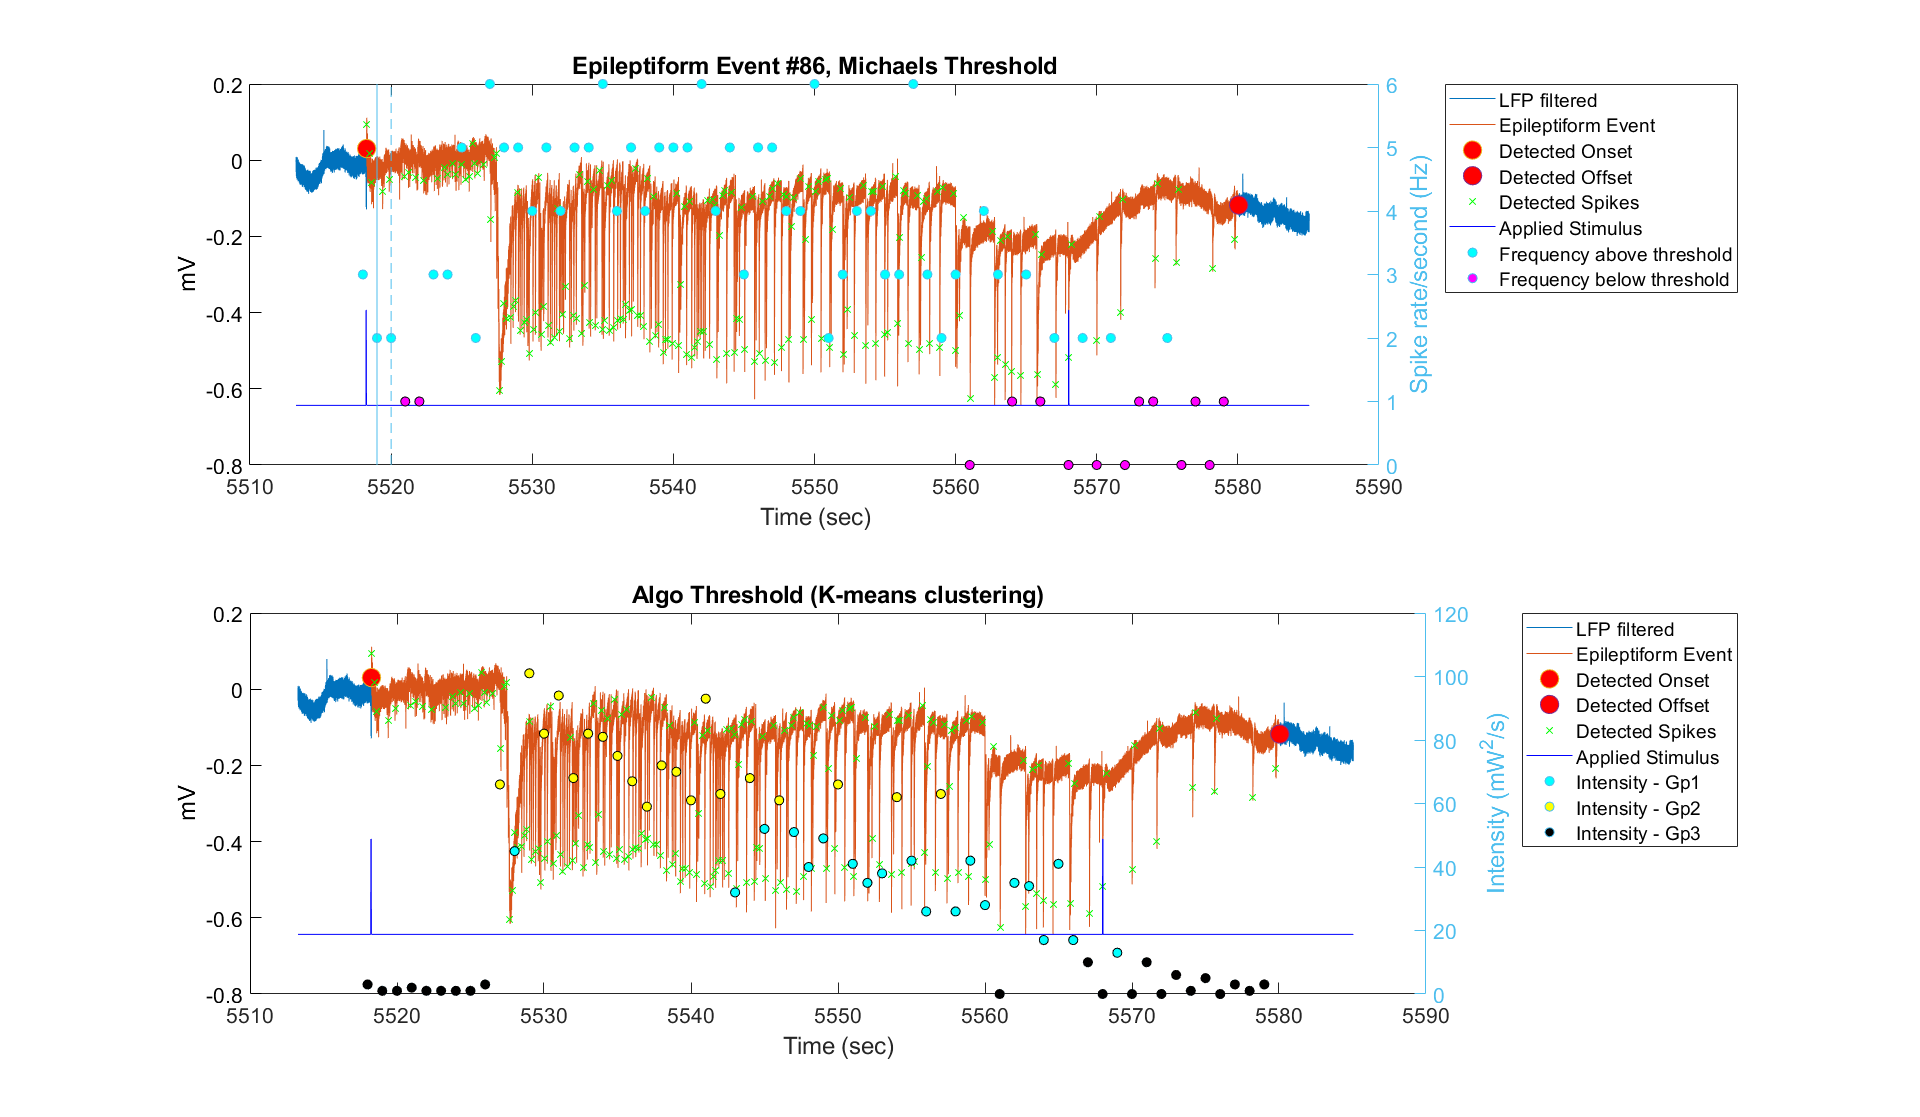 Epileptiform Event #86, Michaels Threshold
0.2
0
-0.2
-0.4
-0.6
-0.8
mV
5510
5520
5530
5540
5550
5560
5570
5580
5590
Time (sec)
6
5
4
3
2
1
0
Spike rate/second (Hz)
LFP filtered
Epileptiform Event
Detected Onset
Detected Offset
Detected Spikes
Applied Stimulus
Frequency above threshold
Frequency below threshold
Algo Threshold (K-means clustering)
0.2
0
-0.2
-0.4
-0.6
-0.8
mV
5510
5520
5530
5540
5550
5560
5570
5580
5590
Time (sec)
120
100
80
60
40
20
0
Intensity (mW²/s)
LFP filtered
Epileptiform Event
Detected Onset
Detected Offset
Detected Spikes
Applied Stimulus
Intensity - Gp1
Intensity - Gp2
Intensity - Gp3